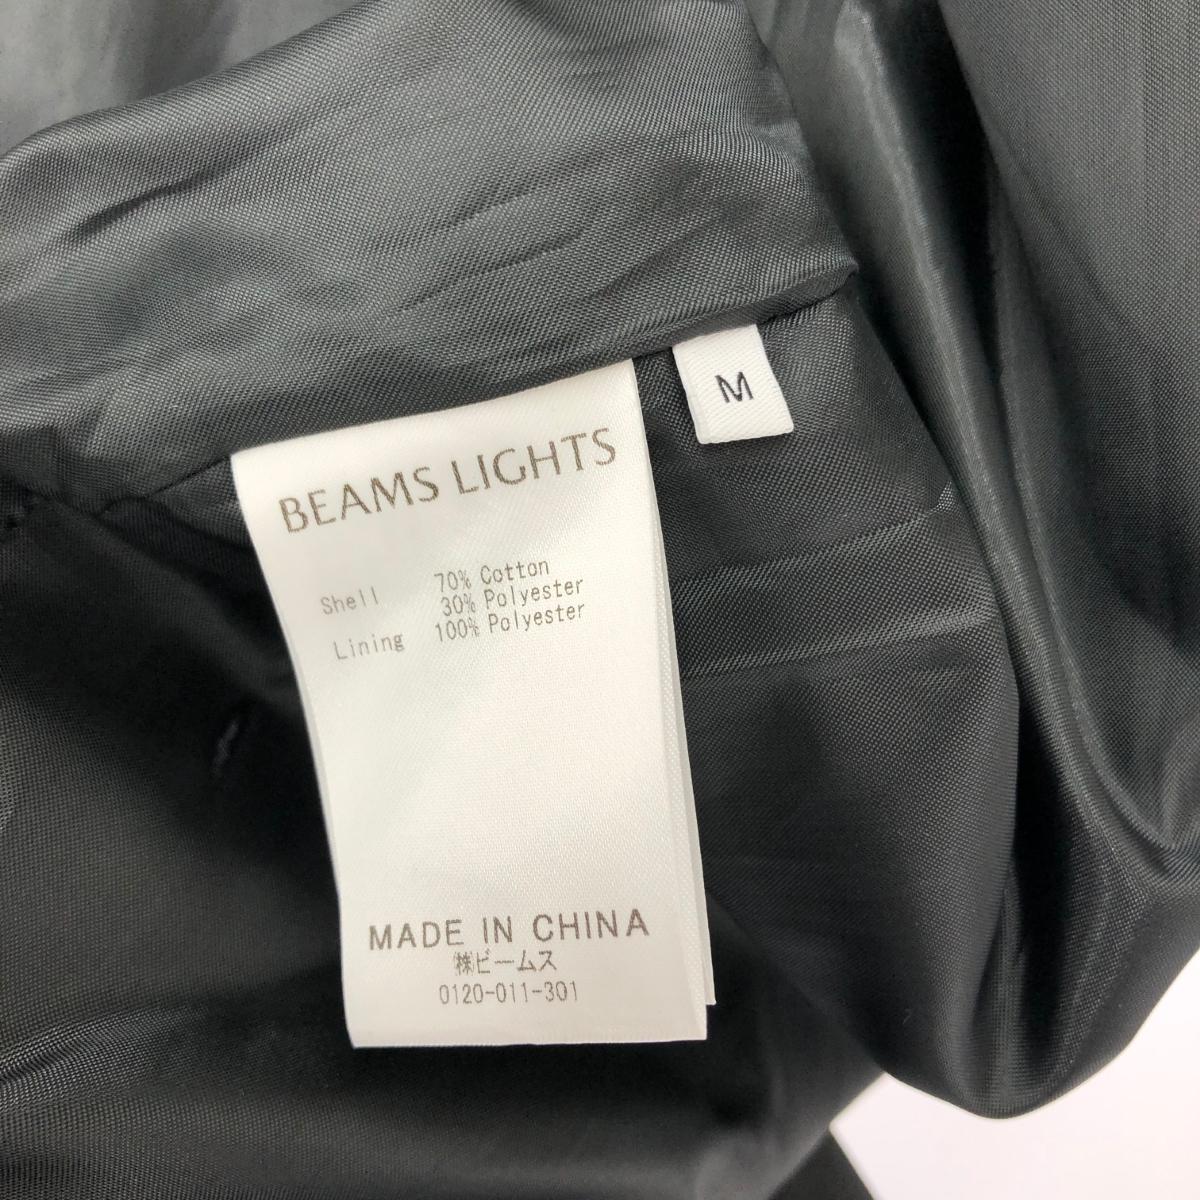 M
BEAMS LIGHTS
Shell 70% Cotton
30% Polyester
Lining 100% Polyester
MADE IN CHINA
㈱ビームス
0120-011-301